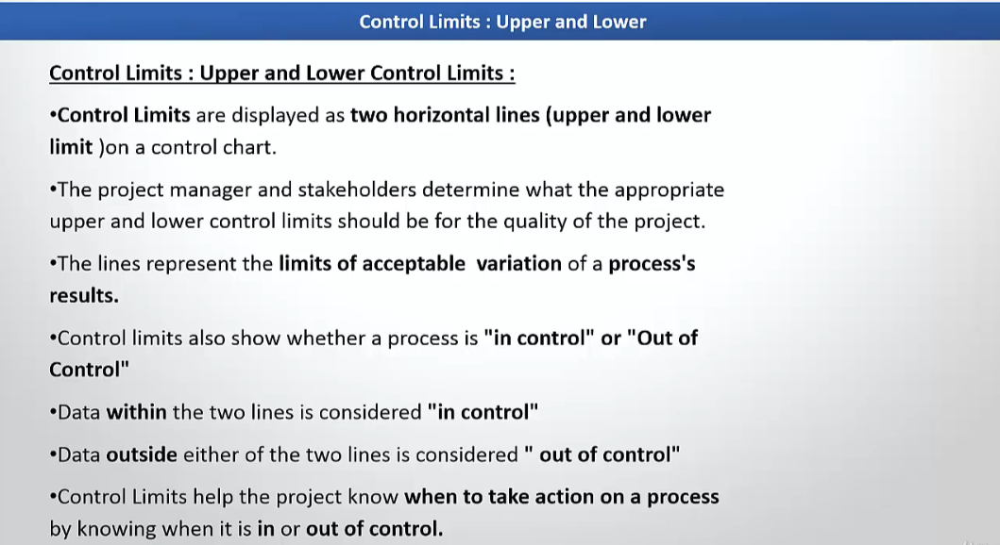 Control Limits : Upper and Lower
Control Limits : Upper and Lower Control Limits :
•Control Limits are displayed as two horizontal lines (upper and lower
limit )on a control chart.
•The project manager and stakeholders determine what the appropriate
upper and lower control limits should be for the quality of the project.
•The lines represent the limits of acceptable  variation of a process's
results.
•Control limits also show whether a process is "in control" or "Out of
Control"
•Data within the two lines is considered "in control"
•Data outside either of the two lines is considered " out of control"
•Control Limits help the project know when to take action on a process
by knowing when it is in or out of control.